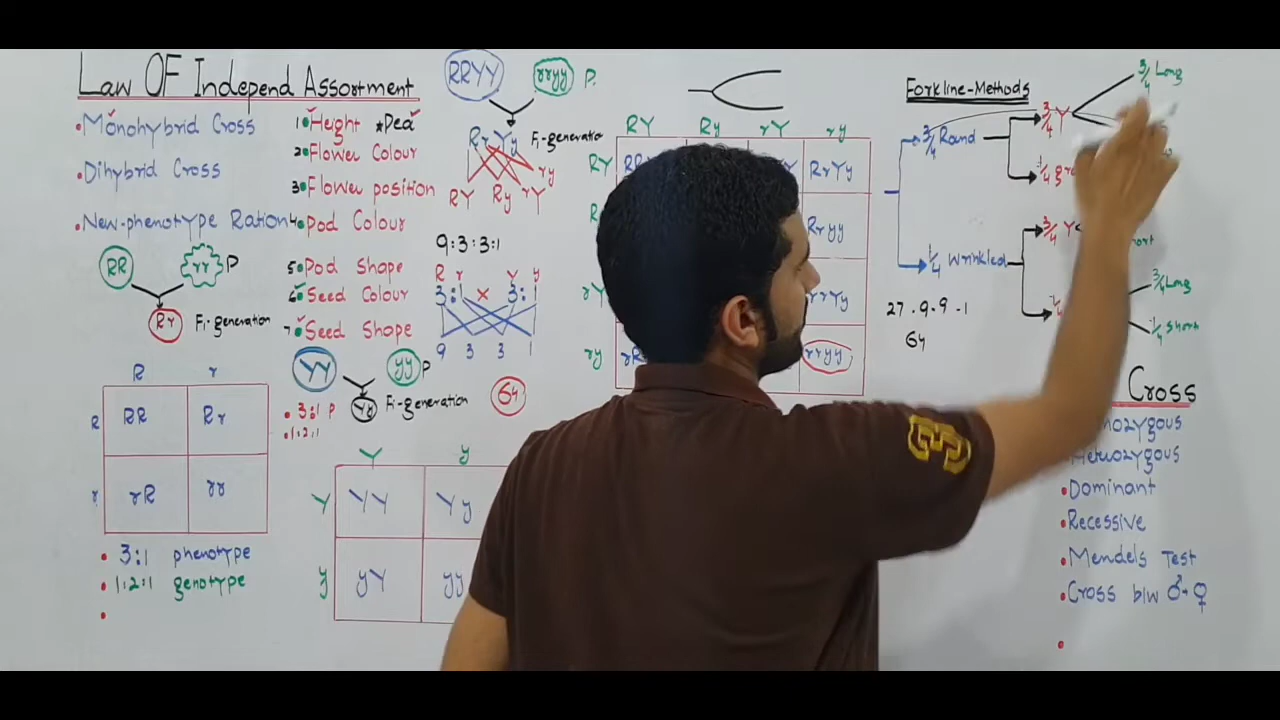 Law OF Independ Assortment
• Monohybrid Cross
• Dihybrid Cross
• New-phenotype Ration
RR
rr
P
Rr
F1-generation
R r
R
RR Rr
r
rR rr
• 3:1 phenotype
• 1:2:1 genotype
1• Height *Pea
2• Flower Colour
3• Flower position
4• Pod Colour
5• Pod Shape
6• Seed Colour
7• Seed Shape
YY
yy
P
Yy
F1-generation
• 3:1 P
• 1:2:1
64
Y y
Y
YY Yy
y
yY yy
RRYY
rryy
P.
RrYy
F1-generation
RY Ry rY ry
9:3:3:1
R r Y y
3:1 × 3:1
9 3 3 1
RY Ry rY ry
RY
RrYy
Rryy
rY
rrYy
ry
rryy
Forkline-Methods
3/4 Round
1/4 Wrinkled
3/4 Y
1/4
3/4 Y
3/4 Long
3/4 Long
1/4 Short
27.9.9.1
64
Cross
• Dominant
• Recessive
• Mendels Test
• Cross b/w ♂→♀